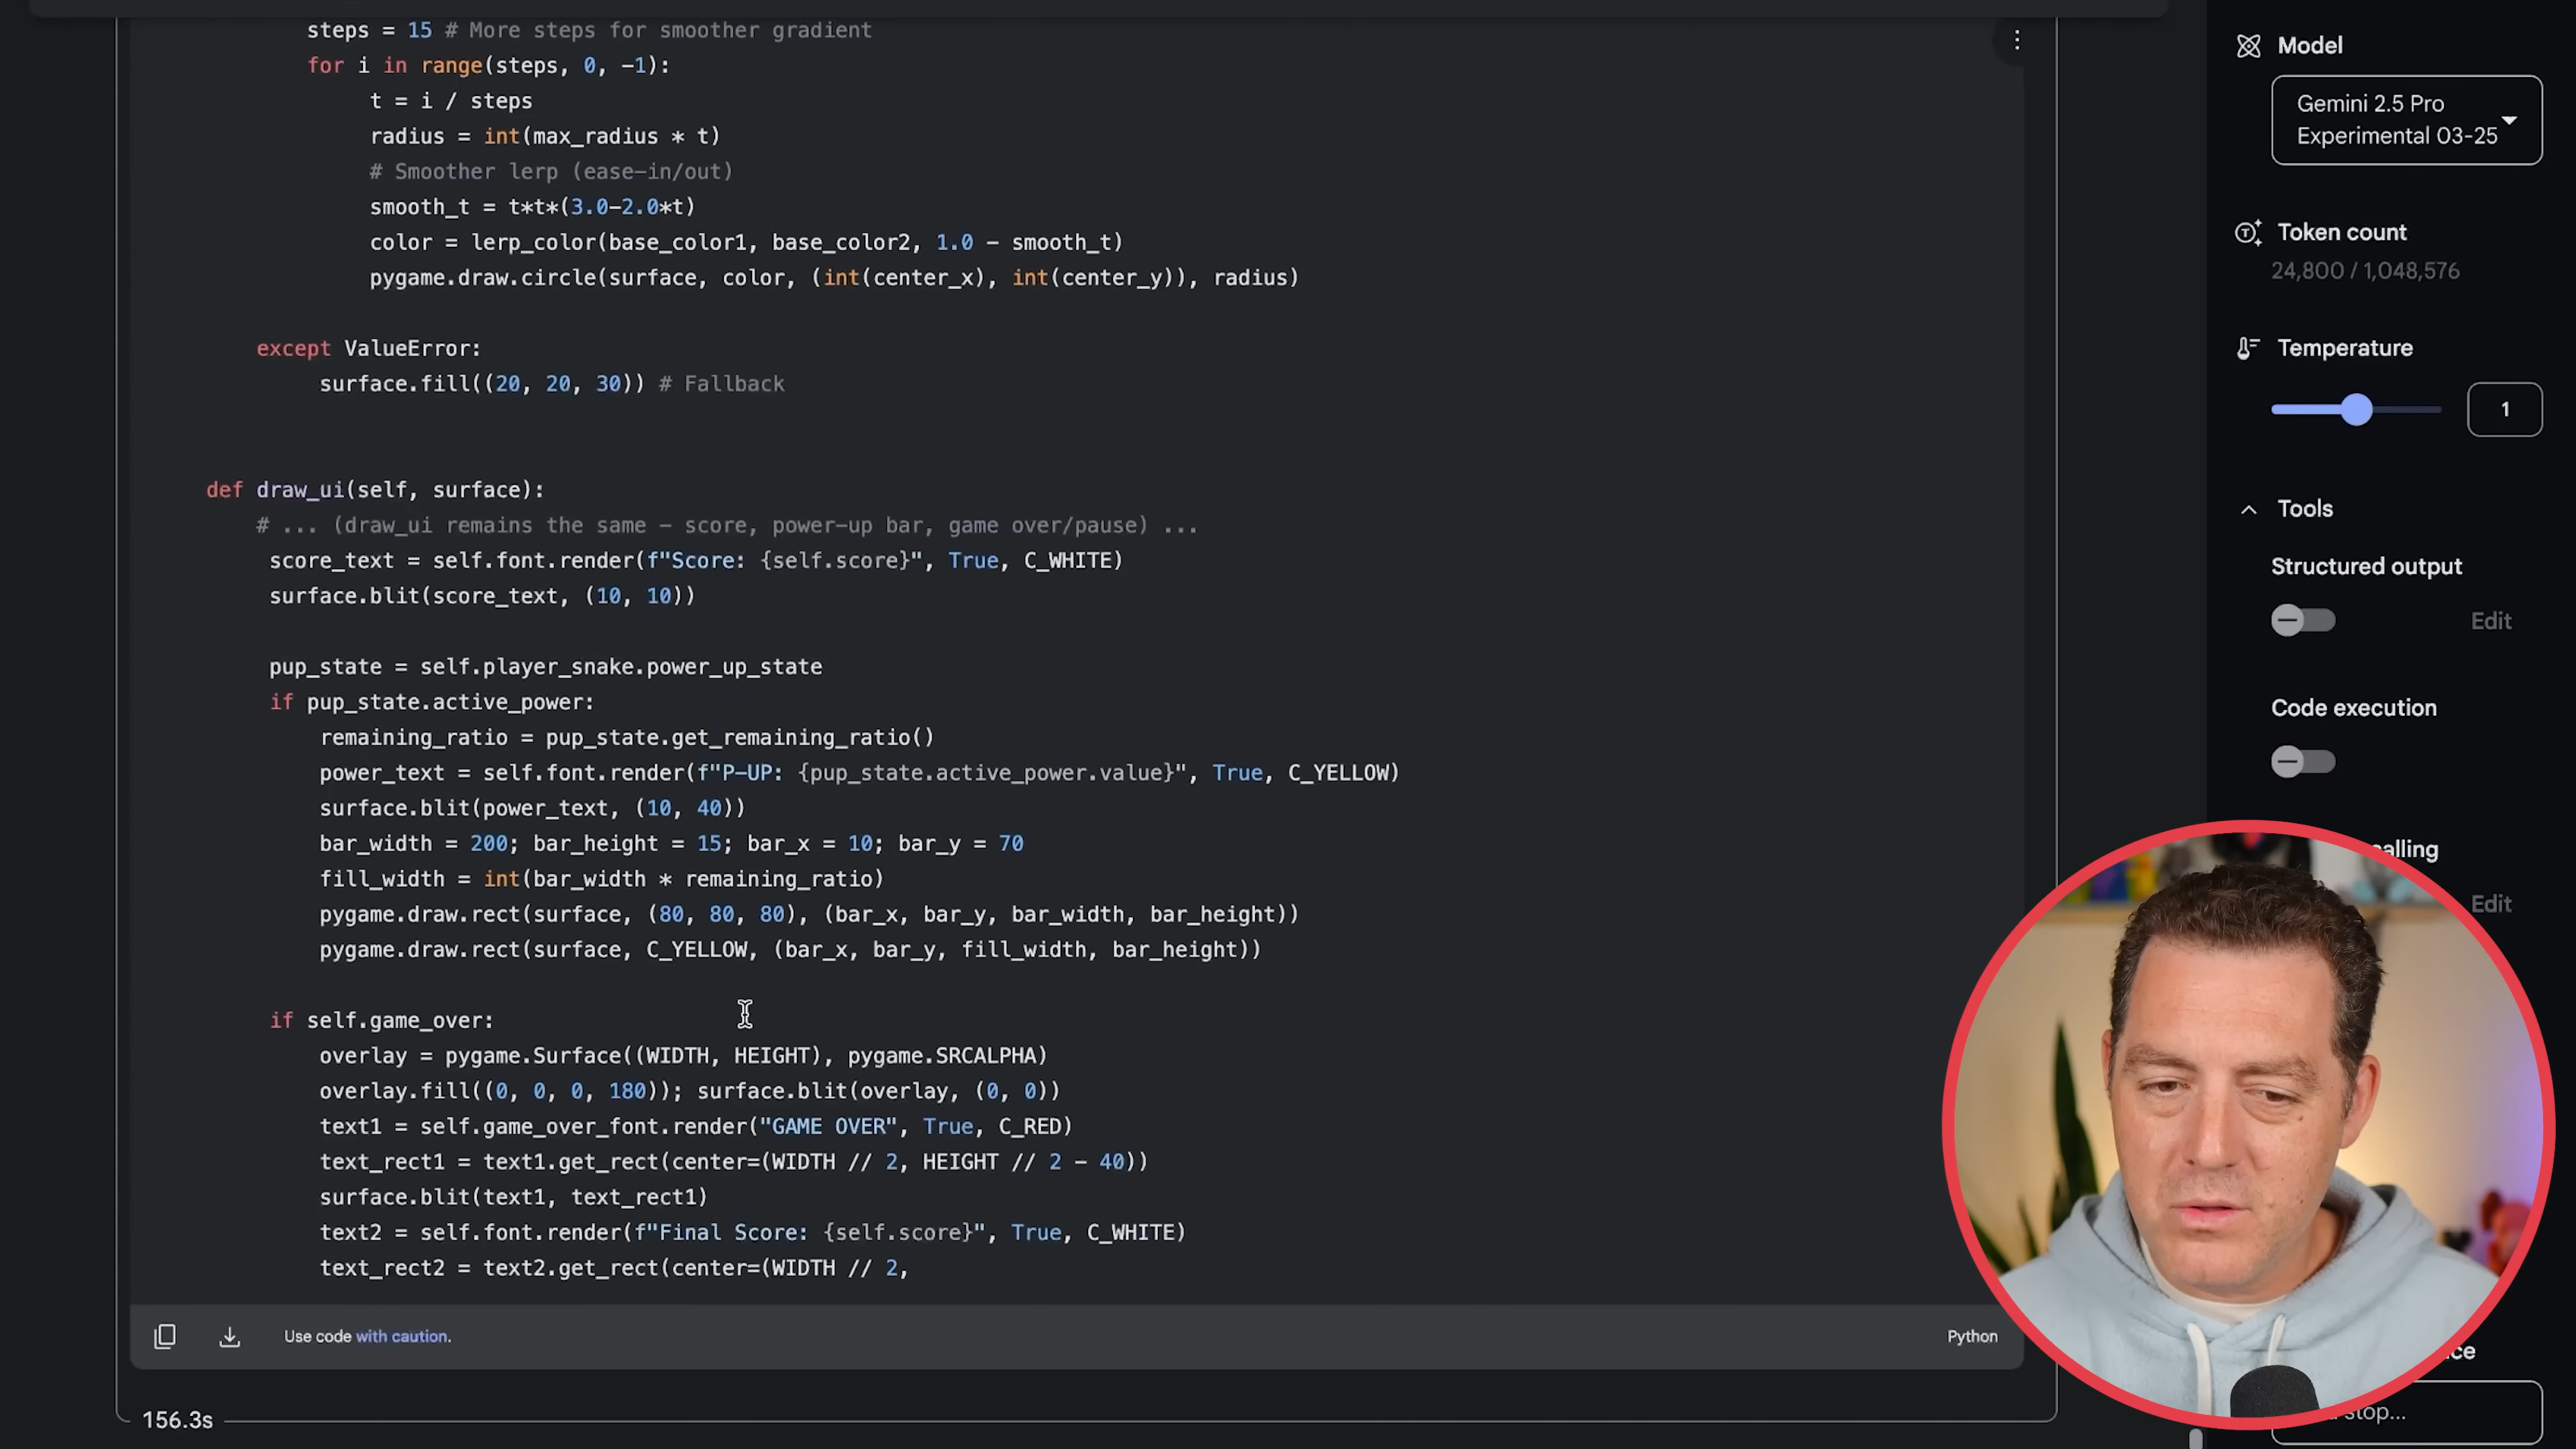 steps = 15 # More steps for smoother gradient
for i in range(steps, 0, -1):
t = i / steps
radius = int(max_radius * t)
# Smoother lerp (ease-in/out)
smooth_t = t*t*(3.0-2.0*t)
color = lerp_color(base_color1, base_color2, 1.0 - smooth_t)
pygame.draw.circle(surface, color, (int(center_x), int(center_y)), radius)
except ValueError:
surface.fill((20, 20, 30)) # Fallback
def draw_ui(self, surface):
# ... (draw_ui remains the same - score, power-up bar, game over/pause) ...
score_text = self.font.render(f"Score: {self.score}", True, C_WHITE)
surface.blit(score_text, (10, 10))
pup_state = self.player_snake.power_up_state
if pup_state.active_power:
remaining_ratio = pup_state.get_remaining_ratio()
power_text = self.font.render(f"P-UP: {pup_state.active_power.value}", True, C_YELLOW)
surface.blit(power_text, (10, 40))
bar_width = 200; bar_height = 15; bar_x = 10; bar_y = 70
fill_width = int(bar_width * remaining_ratio)
pygame.draw.rect(surface, (80, 80, 80), (bar_x, bar_y, bar_width, bar_height))
pygame.draw.rect(surface, C_YELLOW, (bar_x, bar_y, fill_width, bar_height))
if self.game_over:
overlay = pygame.Surface((WIDTH, HEIGHT), pygame.SRCALPHA)
overlay.fill((0, 0, 0, 180)); surface.blit(overlay, (0, 0))
text1 = self.game_over_font.render("GAME OVER", True, C_RED)
text_rect1 = text1.get_rect(center=(WIDTH // 2, HEIGHT // 2 - 40))
surface.blit(text1, text_rect1)
text2 = self.font.render(f"Final Score: {self.score}", True, C_WHITE)
text_rect2 = text2.get_rect(center=(WIDTH // 2,
Use code with caution.
Python
156.3s
Model
Gemini 2.5 Pro
Experimental 03-25
Token count
24,800 / 1,048,576
Temperature
1
Tools
Structured output
Edit
Code execution
alling
Edit
ce
stop...